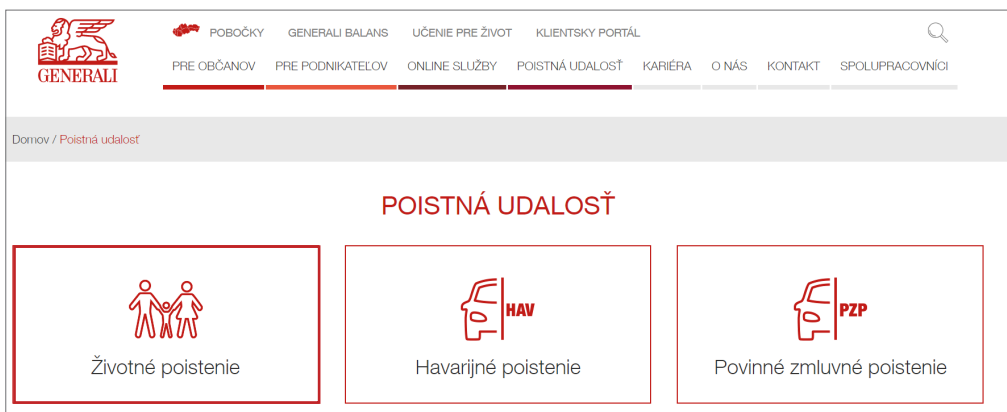 POBOČKY GENERALI BALANS UČENIE PRE ŽIVOT KLIENTSKY PORTÁL
GENERALI
PRE OBČANOV PRE PODNIKATEĽOV ONLINE SLUŽBY POISTNÁ UDALOSŤ KARIÉRA O NÁS KONTAKT SPOLUPRACOVNÍCI
Domov / Poistná udalosť
POISTNÁ UDALOSŤ
HAV
PZP
Životné poistenie
Havarijné poistenie
Povinné zmluvné poistenie